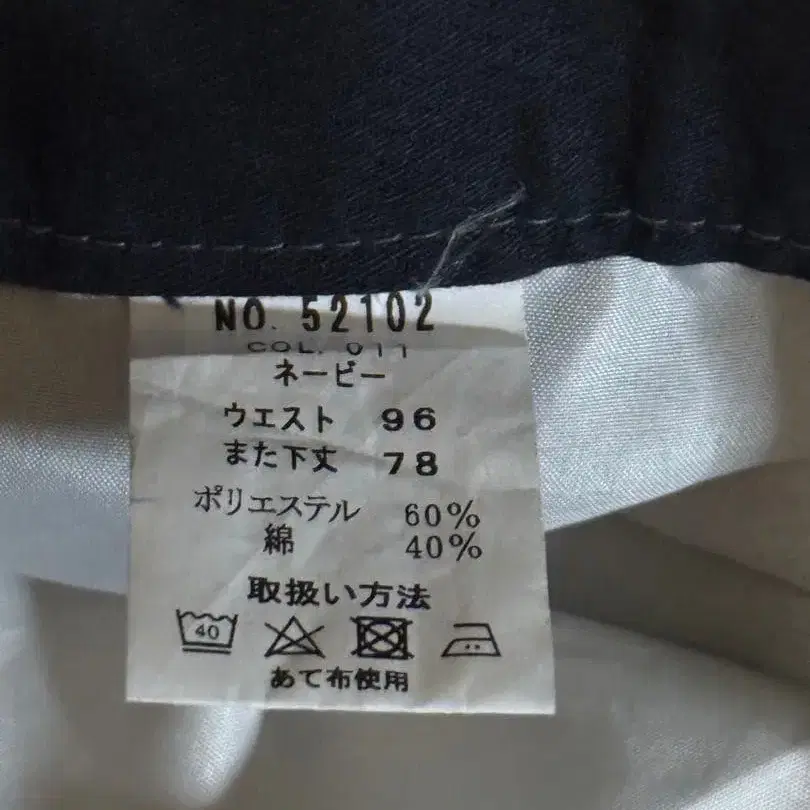 NO. 52102
COL. 011
ネービー
ウエスト 96
また下丈 78
ポリエステル 60%
綿 40%
取扱い方法
40
あて布使用